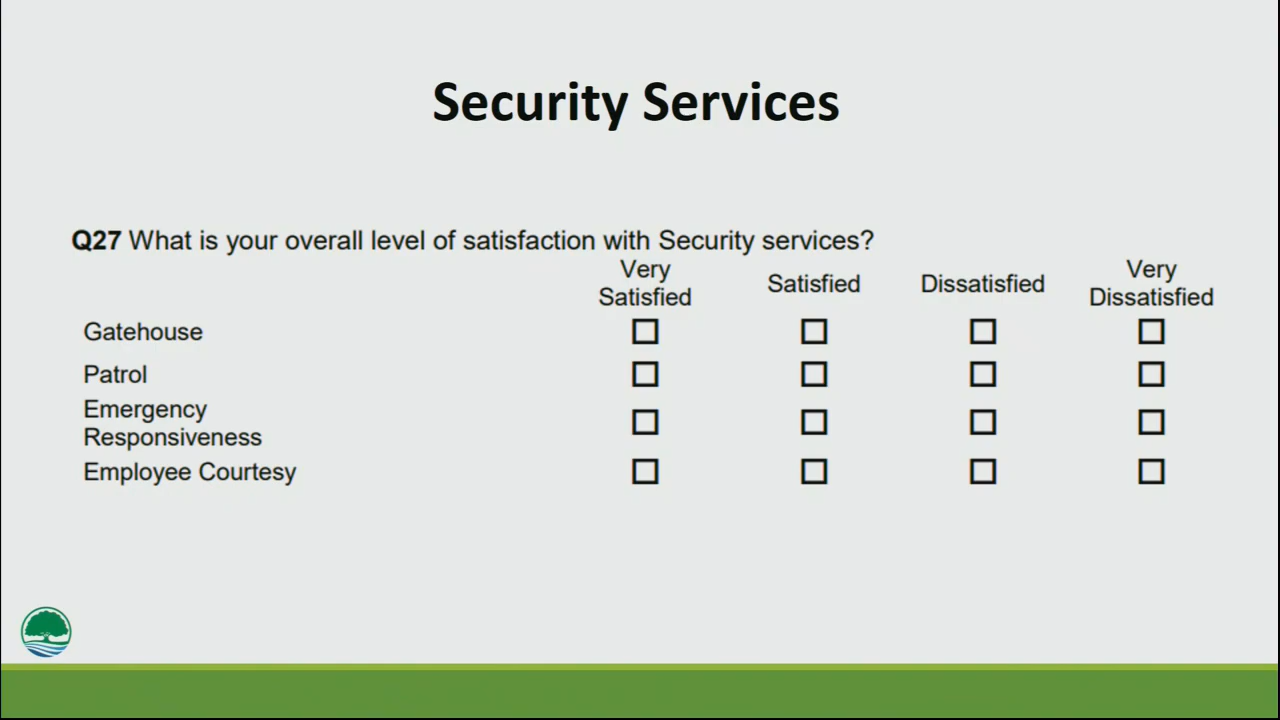 Security Services
Q27 What is your overall level of satisfaction with Security services?
Very Satisfied Satisfied Dissatisfied Very Dissatisfied
Gatehouse
Patrol
Emergency
Responsiveness
Employee Courtesy